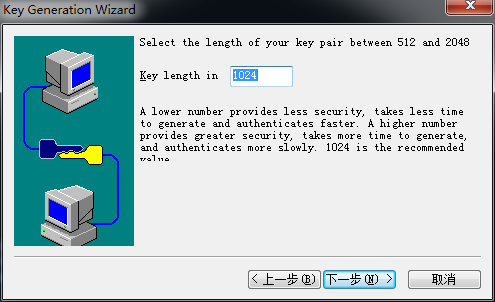 Key Generation Wizard
Select the length of your key pair between 512 and 2048
Key length in 1024
A lower number provides less security, takes less time
to generate and authenticates faster. A higher number
provides greater security, takes more time to generate,
and authenticates more slowly. 1024 is the recommended
value
< 上一步(B) 下一步(N) > 取消